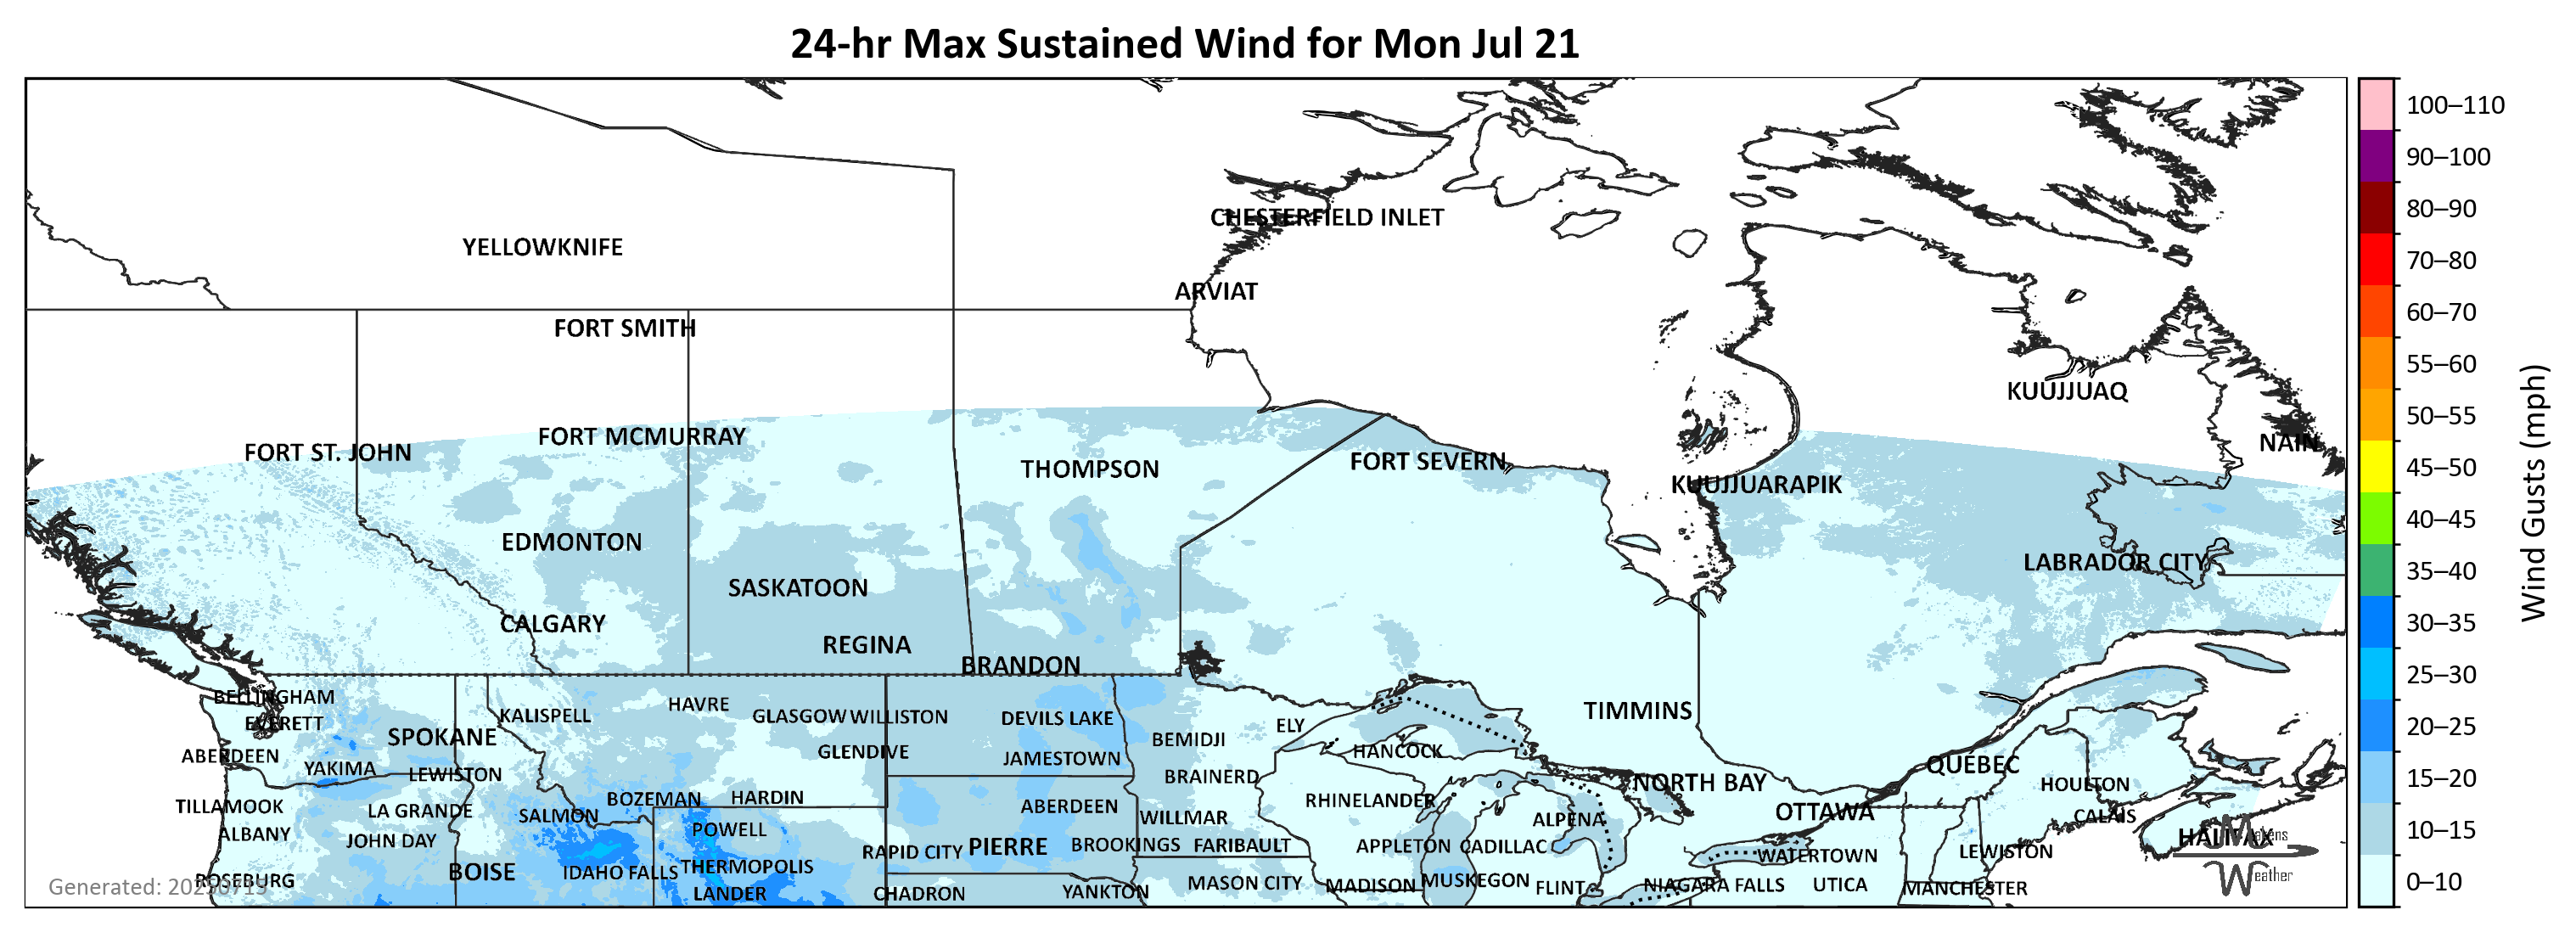 24-hr Max Sustained Wind for Mon Jul 21
100–110
90–100
80–90
70–80
60–70
55–60
50–55
45–50
40–45
35–40
30–35
25–30
20–25
15–20
10–15
0–10
Wind Gusts (mph)
CHESTERFIELD INLET
YELLOWKNIFE
ARVIAT
FORT SMITH
KUUJJUAQ
FORT MCMURRAY
NAIN
FORT ST. JOHN
FORT SEVERN
THOMPSON
KUUJJUARAPIK
EDMONTON
LABRADOR CITY
SASKATOON
CALGARY
REGINA
BRANDON
BELLINGHAM
HAVRE
TIMMINS
KALISPELL
GLASGOW
WILLISTON
DEVILS LAKE
EVERETT
ELY
SPOKANE
BEMIDJI
HANCOCK
GLENDIVE
ABERDEEN
JAMESTOWN
QUÉBEC
YAKIMA
LEWISTON
BRAINERD
NORTH BAY
HOULTON
BOZEMAN
HARDIN
RHINELANDER
TILLAMOOK
LA GRANDE
ABERDEEN
OTTAWA
SALMON
WILLMAR
CALAIS
ALPENA
POWELL
ALBANY
HALIFAX
JOHN DAY
PIERRE
BROOKINGS
FARIBAULT
APPLETON
CADILLAC
RAPID CITY
LEWISTON
WATERTOWN
THERMOPOLIS
BOISE
IDAHO FALLS
ROSEBURG
MASON CITY
MADISON
MUSKEGON
FLINT
NIAGARA FALLS
UTICA
MANCHESTER
LANDER
CHADRON
YANKTON
Makens
Weather
Generated: 20250715